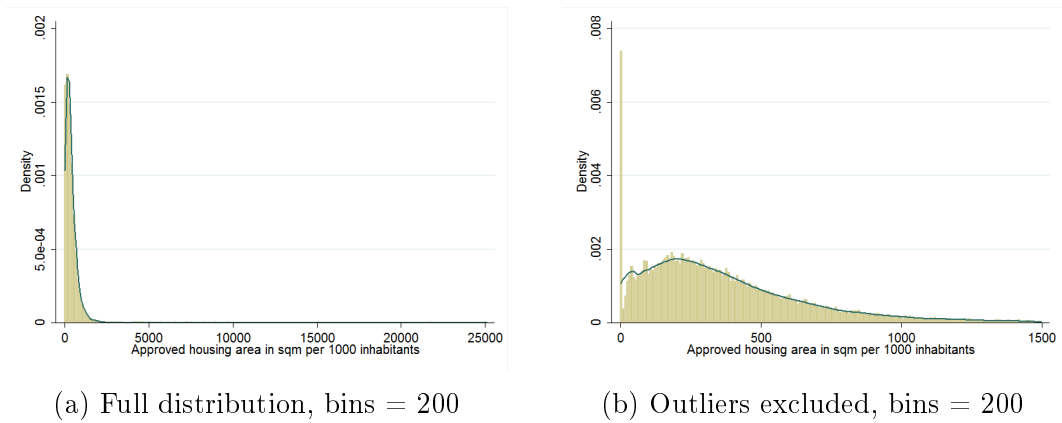 .002
.0015
.001
5.0e-04
0
Density
0 5000 10000 15000 20000 25000
Approved housing area in sqm per 1000 inhabitants
(a) Full distribution, bins = 200
.008
.006
.004
.002
0
Density
0 500 1000 1500
Approved housing area in sqm per 1000 inhabitants
(b) Outliers excluded, bins = 200